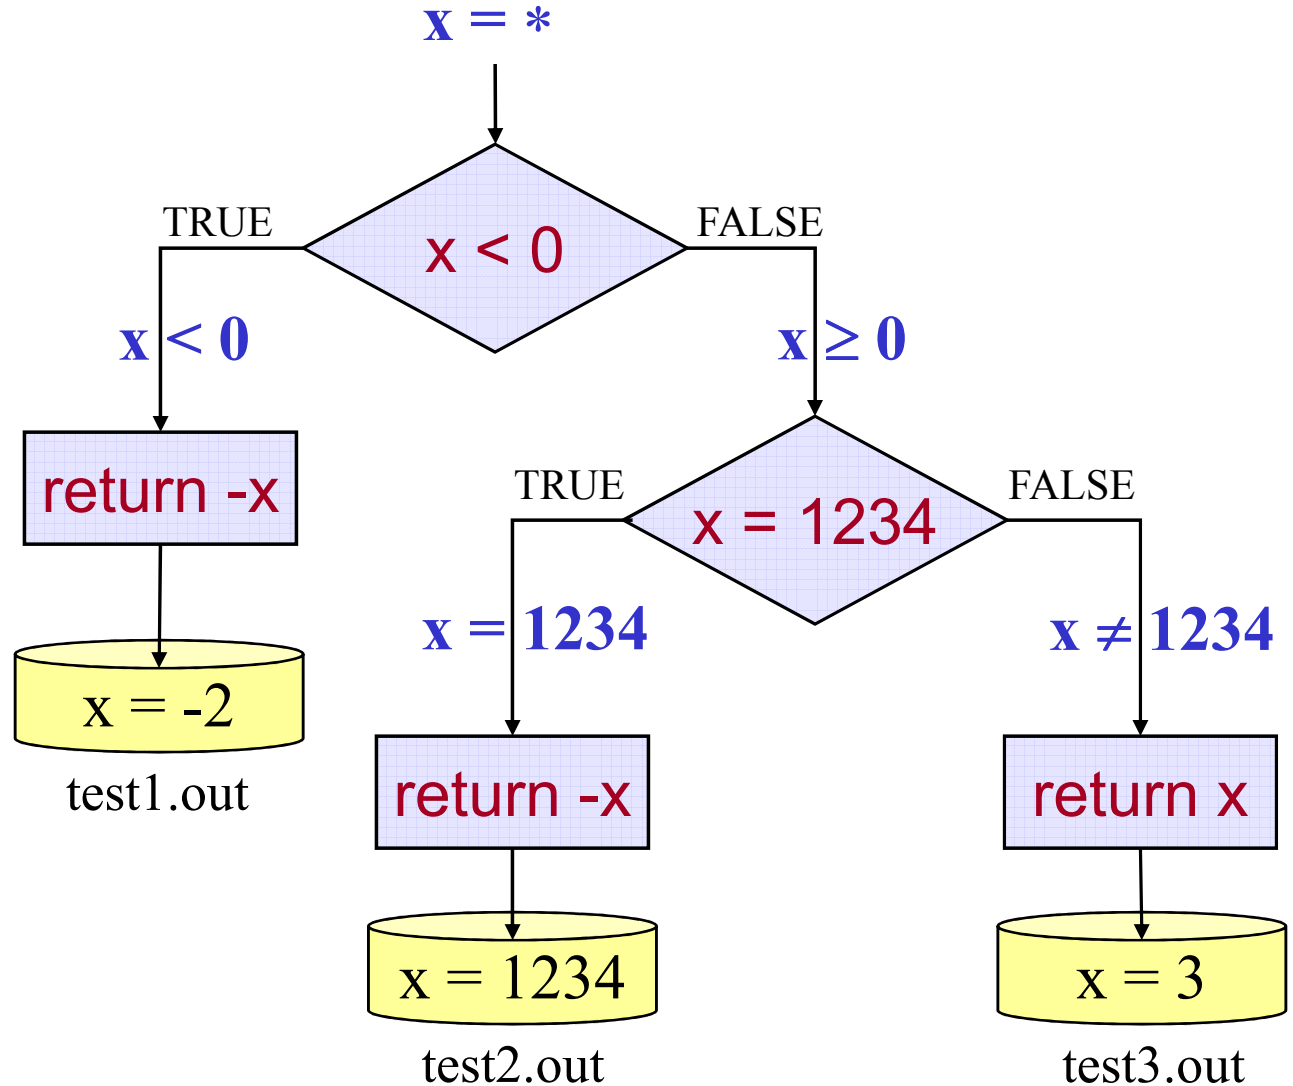 x = *
TRUE
FALSE
x < 0
x < 0
x ≥ 0
return -x
TRUE
FALSE
x = 1234
x = 1234
x ≠ 1234
x = -2
test1.out
return -x
return x
x = 1234
x = 3
test2.out
test3.out